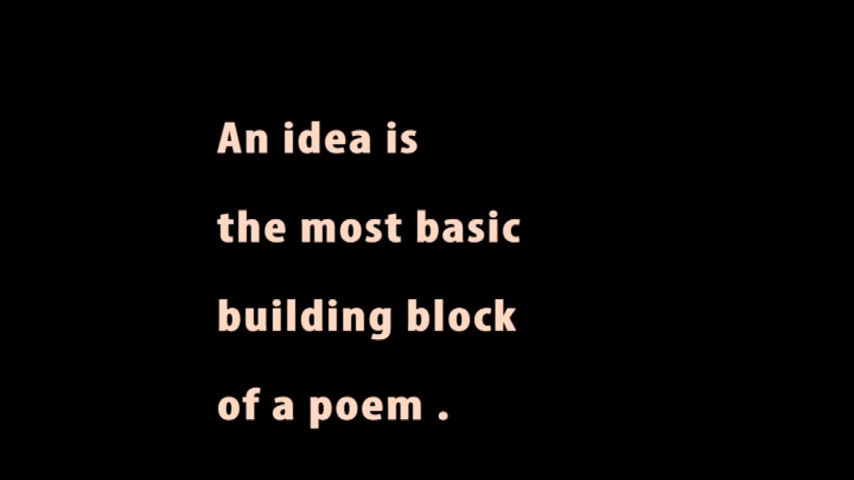 An idea is
the most basic
building block
of a poem .